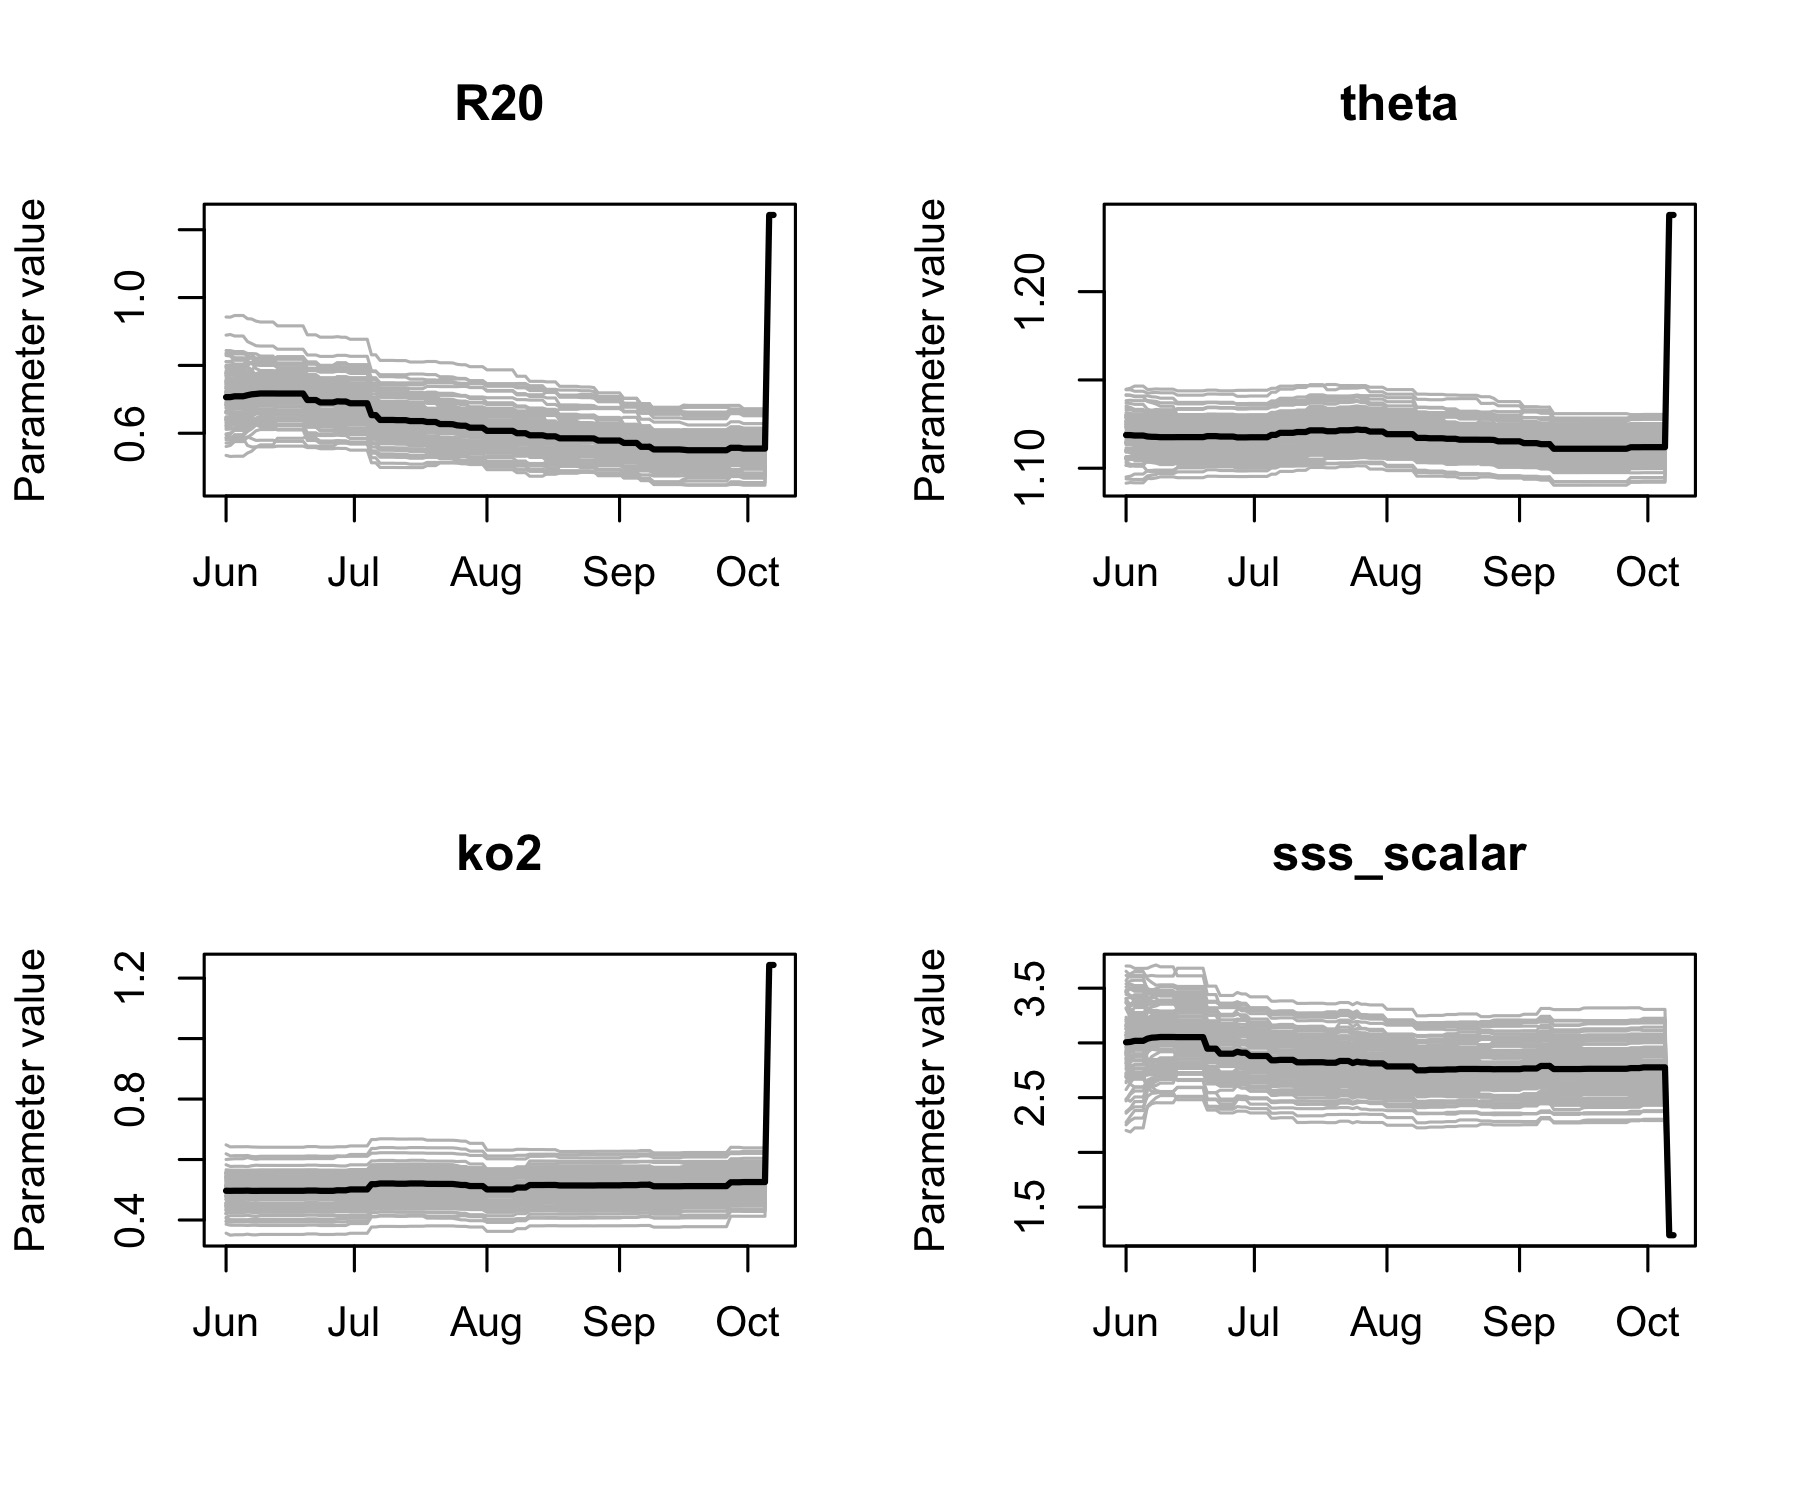 R20
Parameter value
1.0
0.6
Jun Jul Aug Sep Oct
theta
Parameter value
1.20
1.10
Jun Jul Aug Sep Oct
ko2
Parameter value
1.2
0.8
0.4
Jun Jul Aug Sep Oct
sss_scalar
Parameter value
3.5
2.5
1.5
Jun Jul Aug Sep Oct